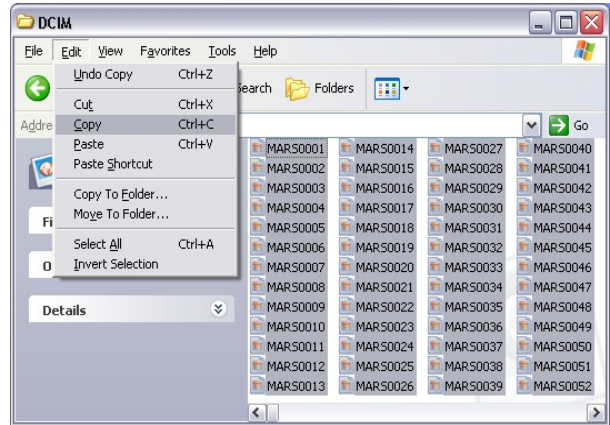 DCIM
File Edit View Favorites Tools Help
Undo Copy Ctrl+Z
Search Folders
Cut Ctrl+X
Copy Ctrl+C
Go
Paste Ctrl+V
Paste Shortcut
Copy To Folder...
Move To Folder...
Select All Ctrl+A
Invert Selection
Details
MARS0001 MARS0014 MARS0027 MARS0040
MARS0002 MARS0015 MARS0028 MARS0041
MARS0003 MARS0016 MARS0029 MARS0042
MARS0004 MARS0017 MARS0030 MARS0043
MARS0005 MARS0018 MARS0031 MARS0044
MARS0006 MARS0019 MARS0032 MARS0045
MARS0007 MARS0020 MARS0033 MARS0046
MARS0008 MARS0021 MARS0034 MARS0047
MARS0009 MARS0022 MARS0035 MARS0048
MARS0010 MARS0023 MARS0036 MARS0049
MARS0011 MARS0024 MARS0037 MARS0050
MARS0012 MARS0025 MARS0038 MARS0051
MARS0013 MARS0026 MARS0039 MARS0052